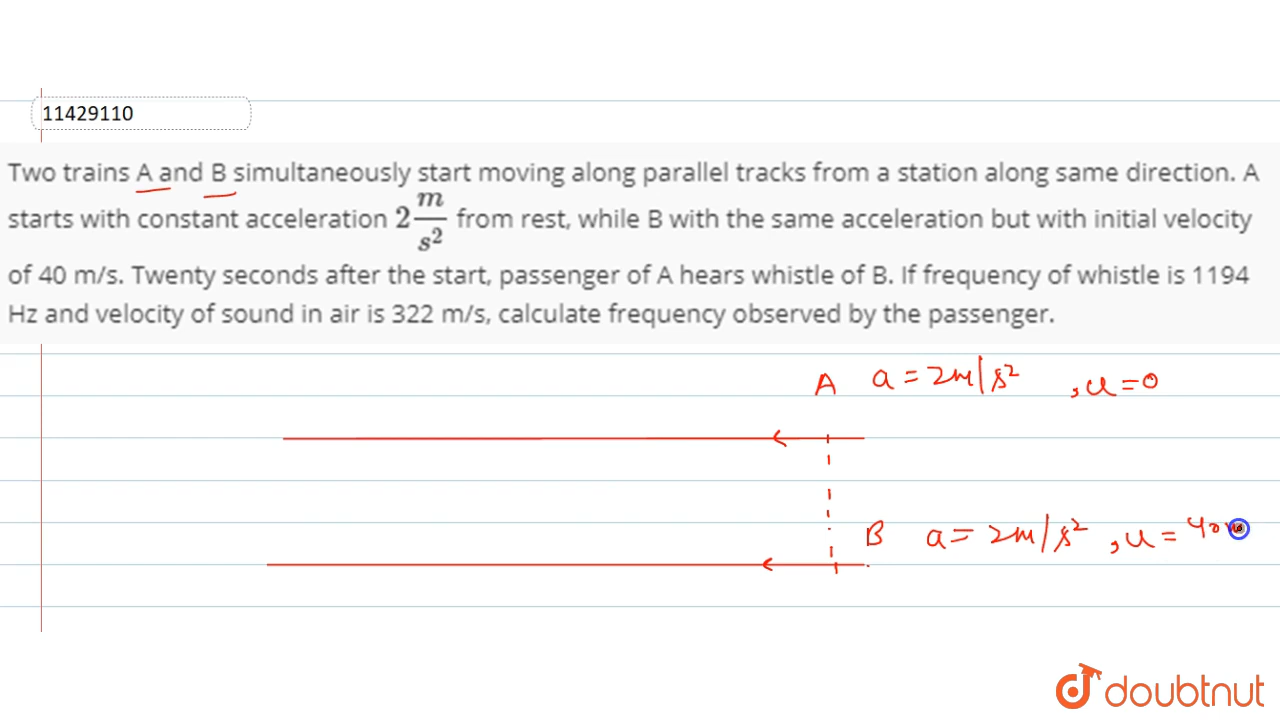 11429110
Two trains A and B simultaneously start moving along parallel tracks from a station along same direction. A
starts with constant acceleration 2 m/s² from rest, while B with the same acceleration but with initial velocity
of 40 m/s. Twenty seconds after the start, passenger of A hears whistle of B. If frequency of whistle is 1194
Hz and velocity of sound in air is 322 m/s, calculate frequency observed by the passenger.
A a = 2m/s² , u = 0
B a = 2m/s² , u = 40
doubtnut